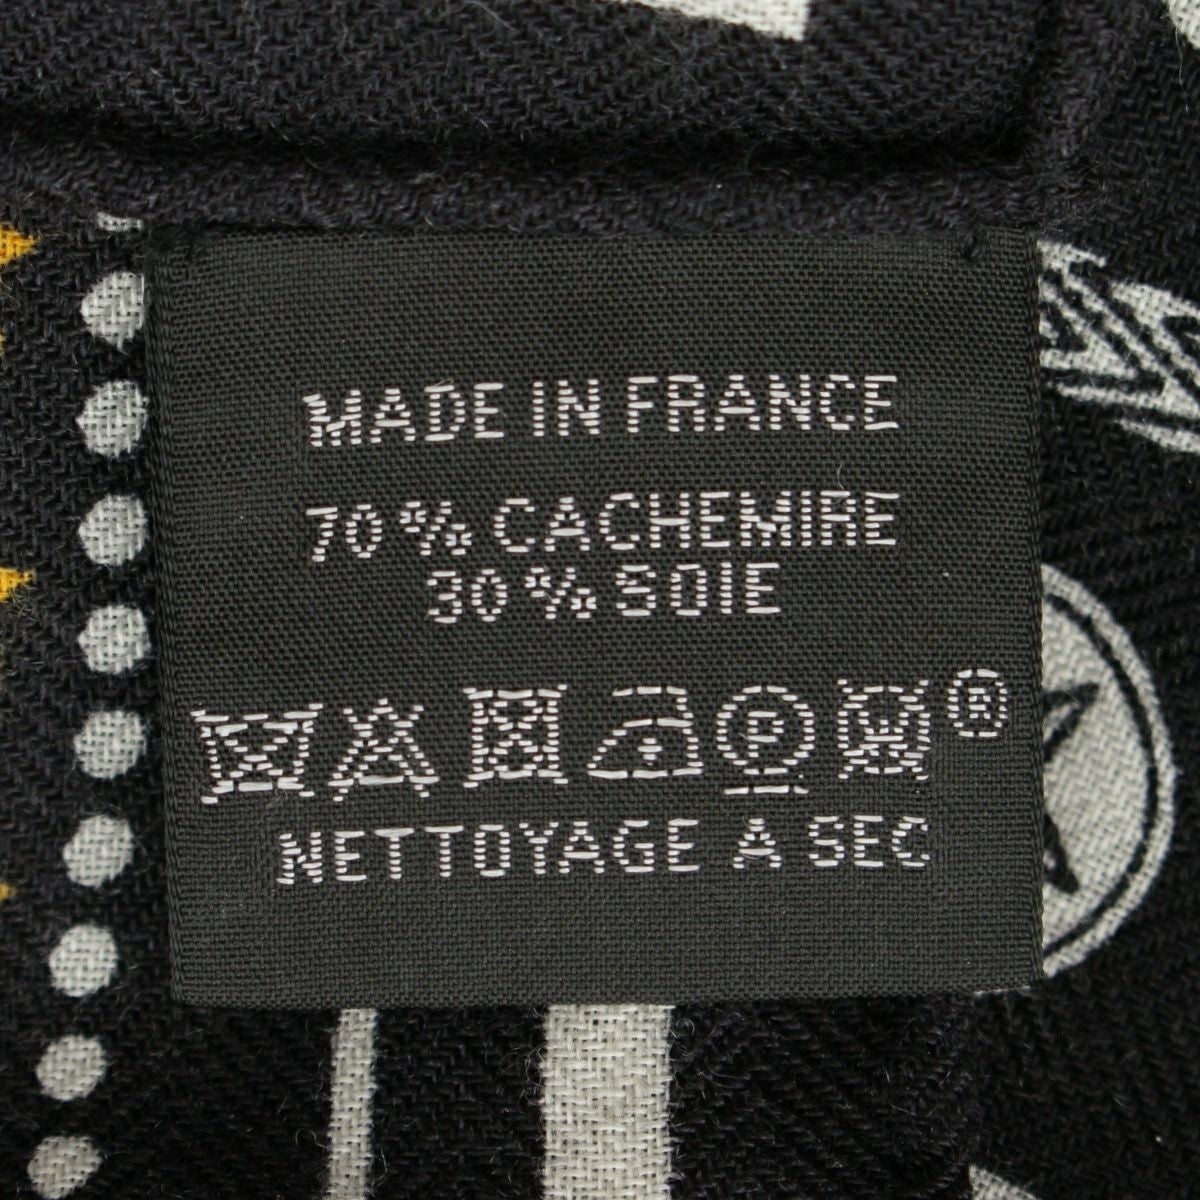 MADE IN FRANCE
70% CACHEMIRE
30% SOIE
P W ®
NETTOYAGE A SEC